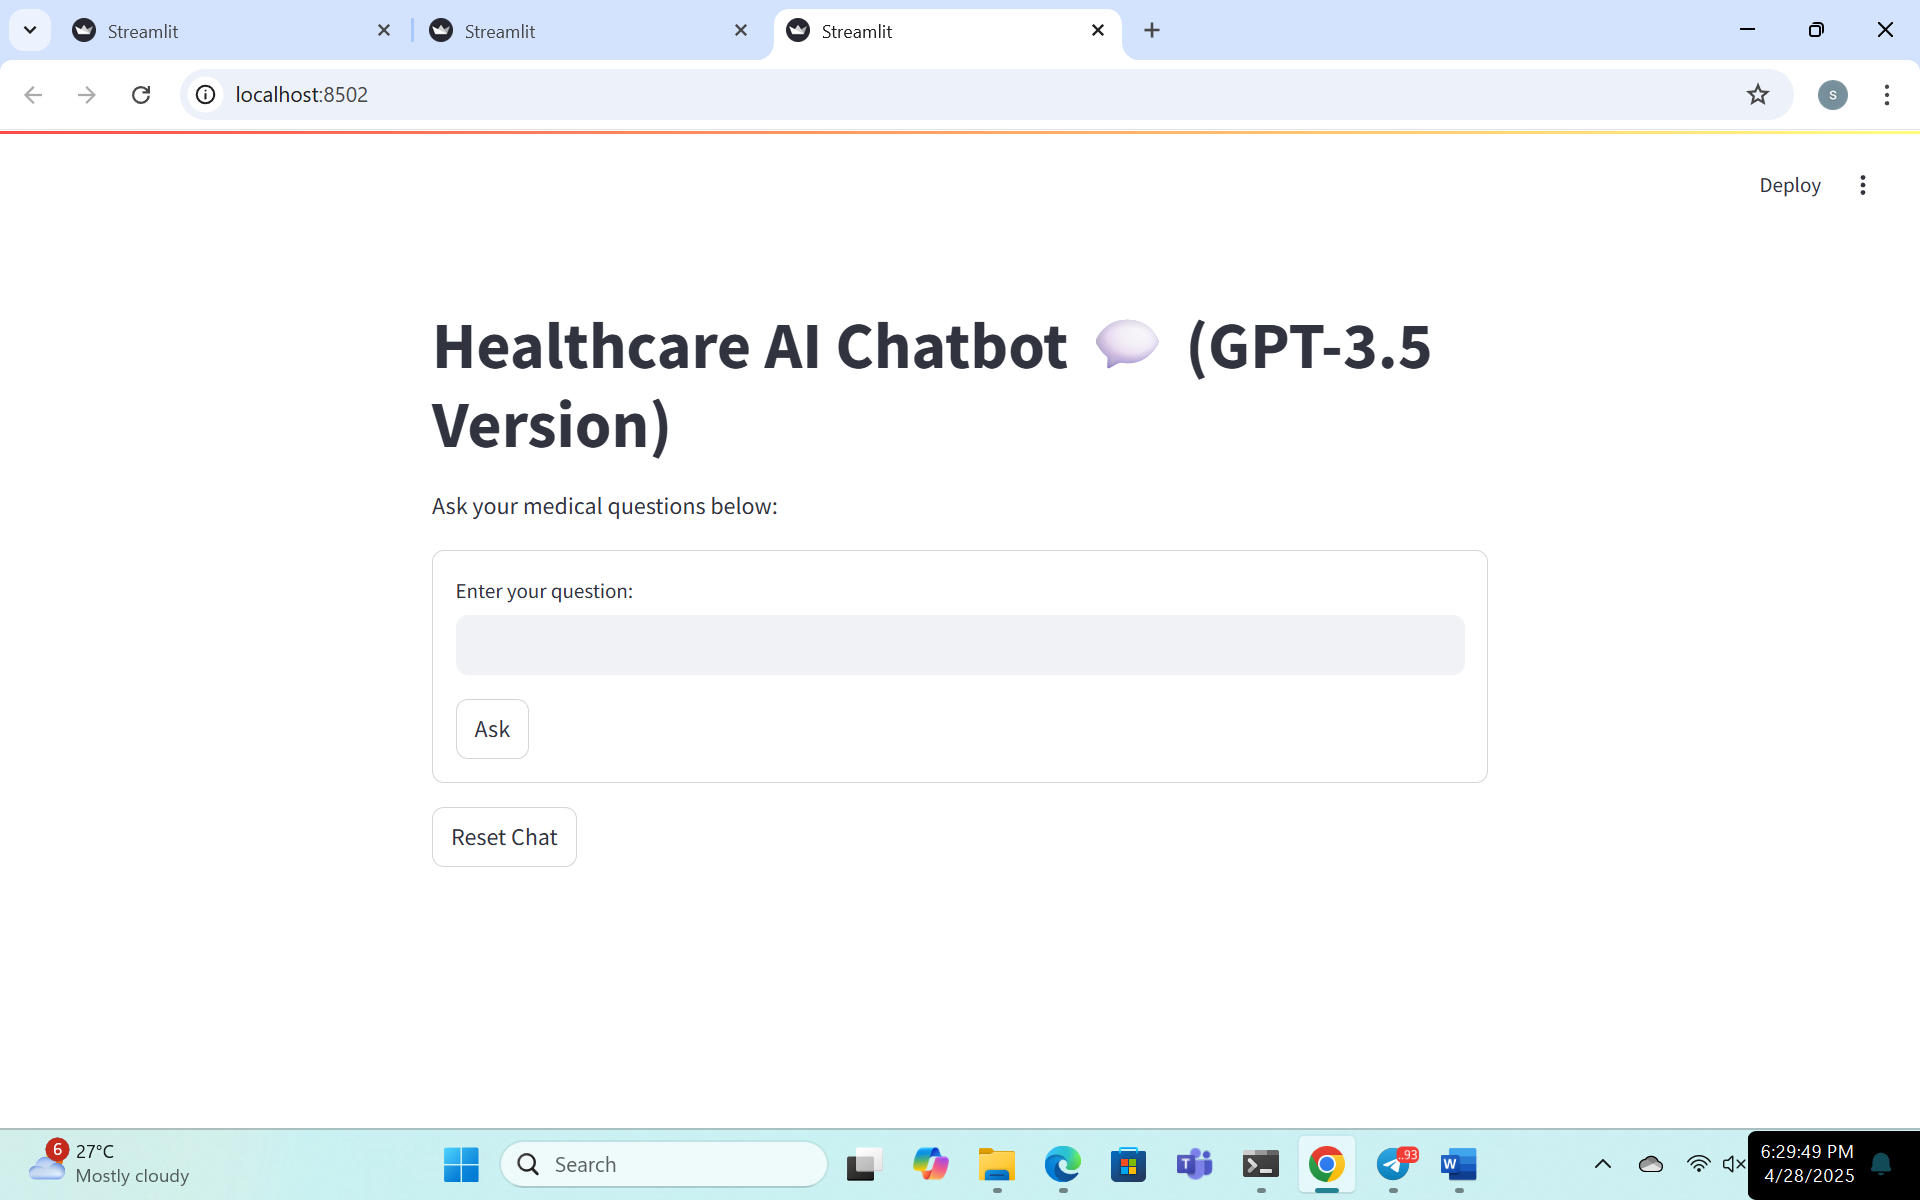 Streamlit
Streamlit
Streamlit
localhost:8502
S
Deploy
Healthcare AI Chatbot 💬 (GPT-3.5
Version)
Ask your medical questions below:
Enter your question:
Ask
Reset Chat
6
27°C
Mostly cloudy
Search
T
..93
W
6:29:49 PM
4/28/2025